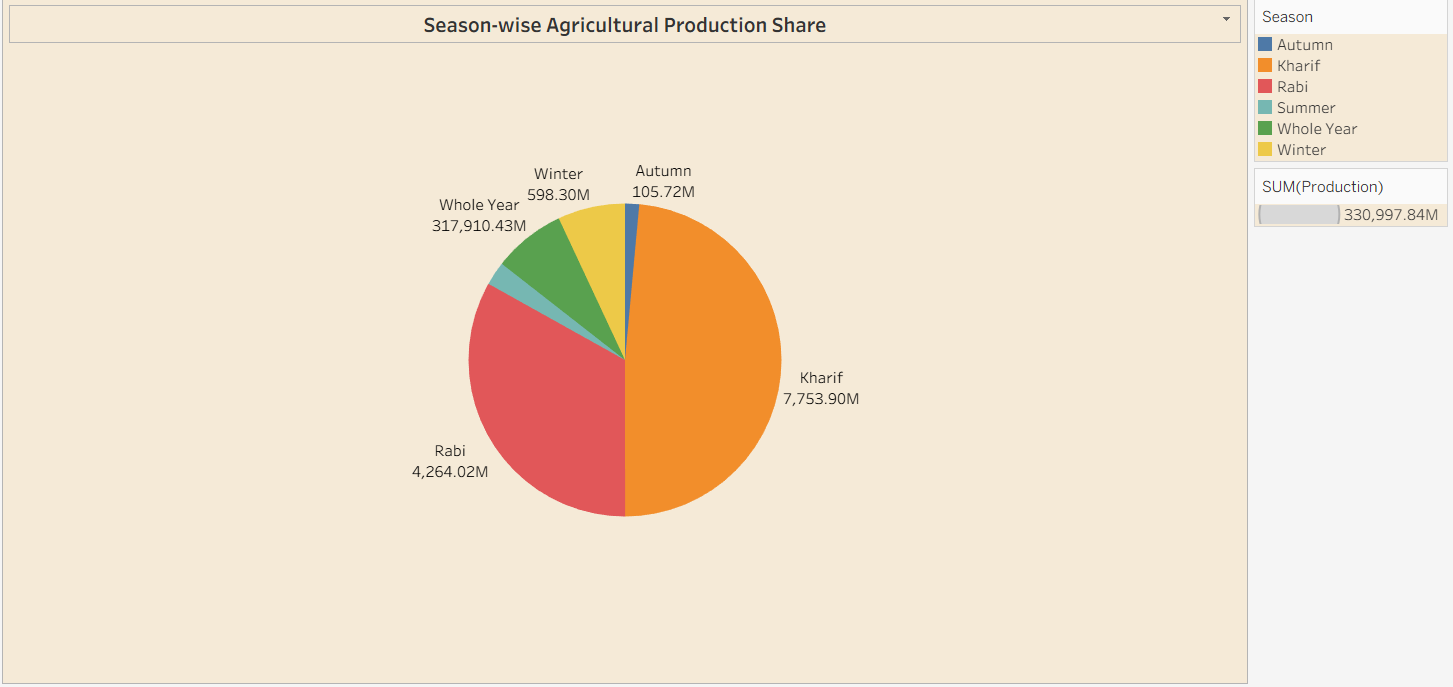 Season-wise Agricultural Production Share
Winter
598.30M
Autumn
105.72M
Whole Year
317,910.43M
Kharif
7,753.90M
Rabi
4,264.02M
Season
Autumn
Kharif
Rabi
Summer
Whole Year
Winter
SUM(Production)
330,997.84M